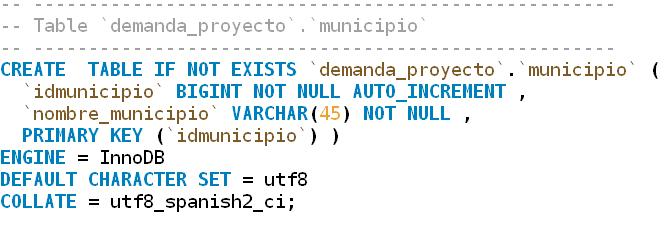 -- -----------------------------------------------------
-- Table `demanda_proyecto`.`municipio`
-- -----------------------------------------------------
CREATE  TABLE IF NOT EXISTS `demanda_proyecto`.`municipio` (
  `idmunicipio` BIGINT NOT NULL AUTO_INCREMENT ,
  `nombre_municipio` VARCHAR(45) NOT NULL ,
  PRIMARY KEY (`idmunicipio`) )
ENGINE = InnoDB
DEFAULT CHARACTER SET = utf8
COLLATE = utf8_spanish2_ci;